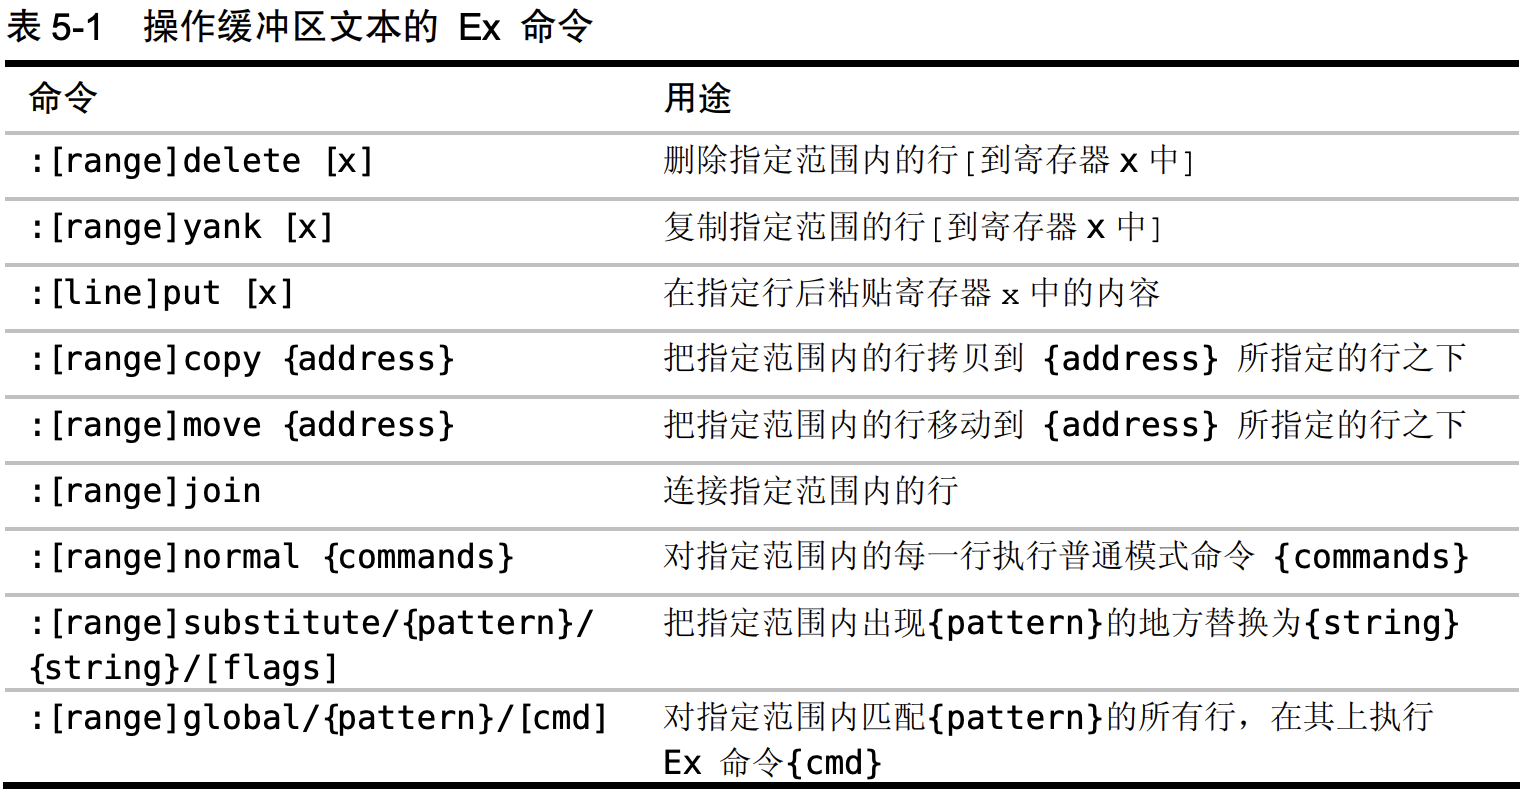 表 5-1 操作缓冲区文本的 Ex 命令
命令 用途
:[range]delete [x] 删除指定范围内的行[到寄存器 x 中]
:[range]yank [x] 复制指定范围的行[到寄存器 x 中]
:[line]put [x] 在指定行后粘贴寄存器 x 中的内容
:[range]copy {address} 把指定范围内的行拷贝到 {address} 所指定的行之下
:[range]move {address} 把指定范围内的行移动到 {address} 所指定的行之下
:[range]join 连接指定范围内的行
:[range]normal {commands} 对指定范围内的每一行执行普通模式命令 {commands}
:[range]substitute/{pattern}/ 把指定范围内出现{pattern}的地方替换为{string}
{string}/[flags]
:[range]global/{pattern}/[cmd] 对指定范围内匹配{pattern}的所有行，在其上执行
Ex 命令{cmd}